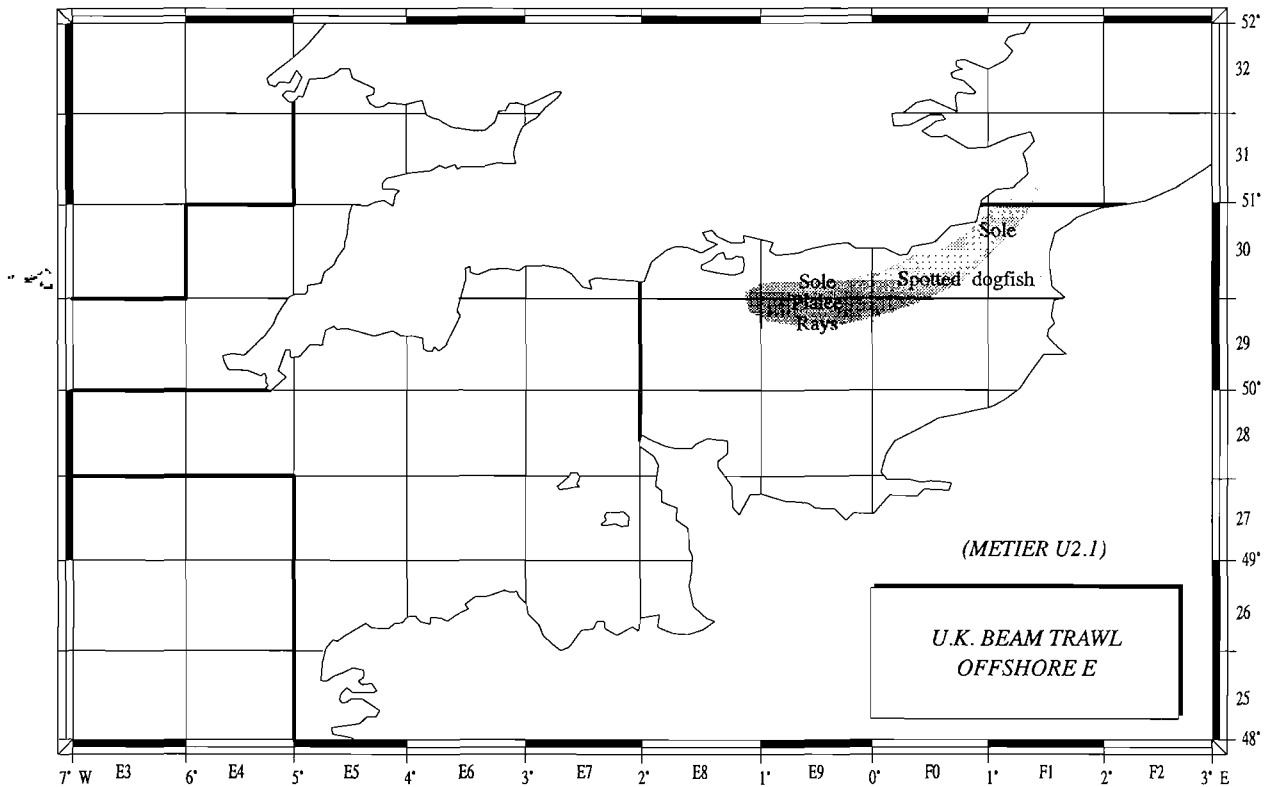 52°
32
31
51°
30
Sole
Spotted dogfish
Sole
Plaice
Rays
29
50°
28
27
(METIER U2.1)
49°
26
U.K. BEAM TRAWL
OFFSHORE E
25
48°
7° W E3 6° E4 5° E5 4° E6 3° E7 2° E8 1° E9 0° F0 1° F1 2° F2 3° E